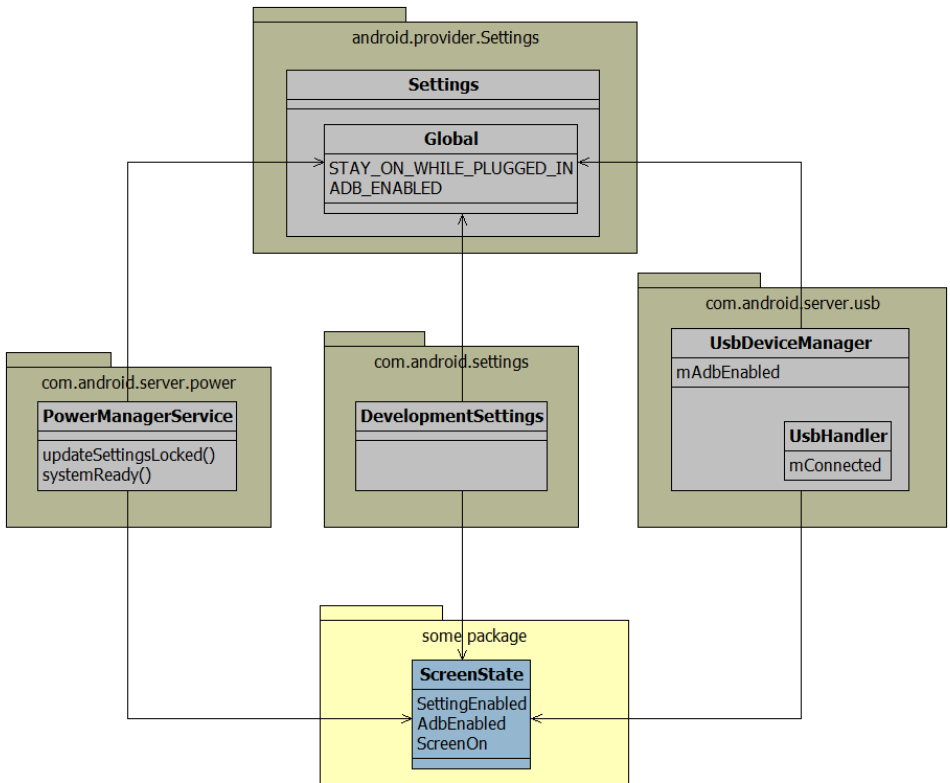 android.provider.Settings
Settings
Global
STAY_ON_WHILE_PLUGGED_IN
ADB_ENABLED
com.android.server.power
PowerManagerService
updateSettingsLocked()
systemReady()
com.android.settings
DevelopmentSettings
com.android.server.usb
UsbDeviceManager
mAdbEnabled
UsbHandler
mConnected
some package
ScreenState
SettingEnabled
AdbEnabled
ScreenOn